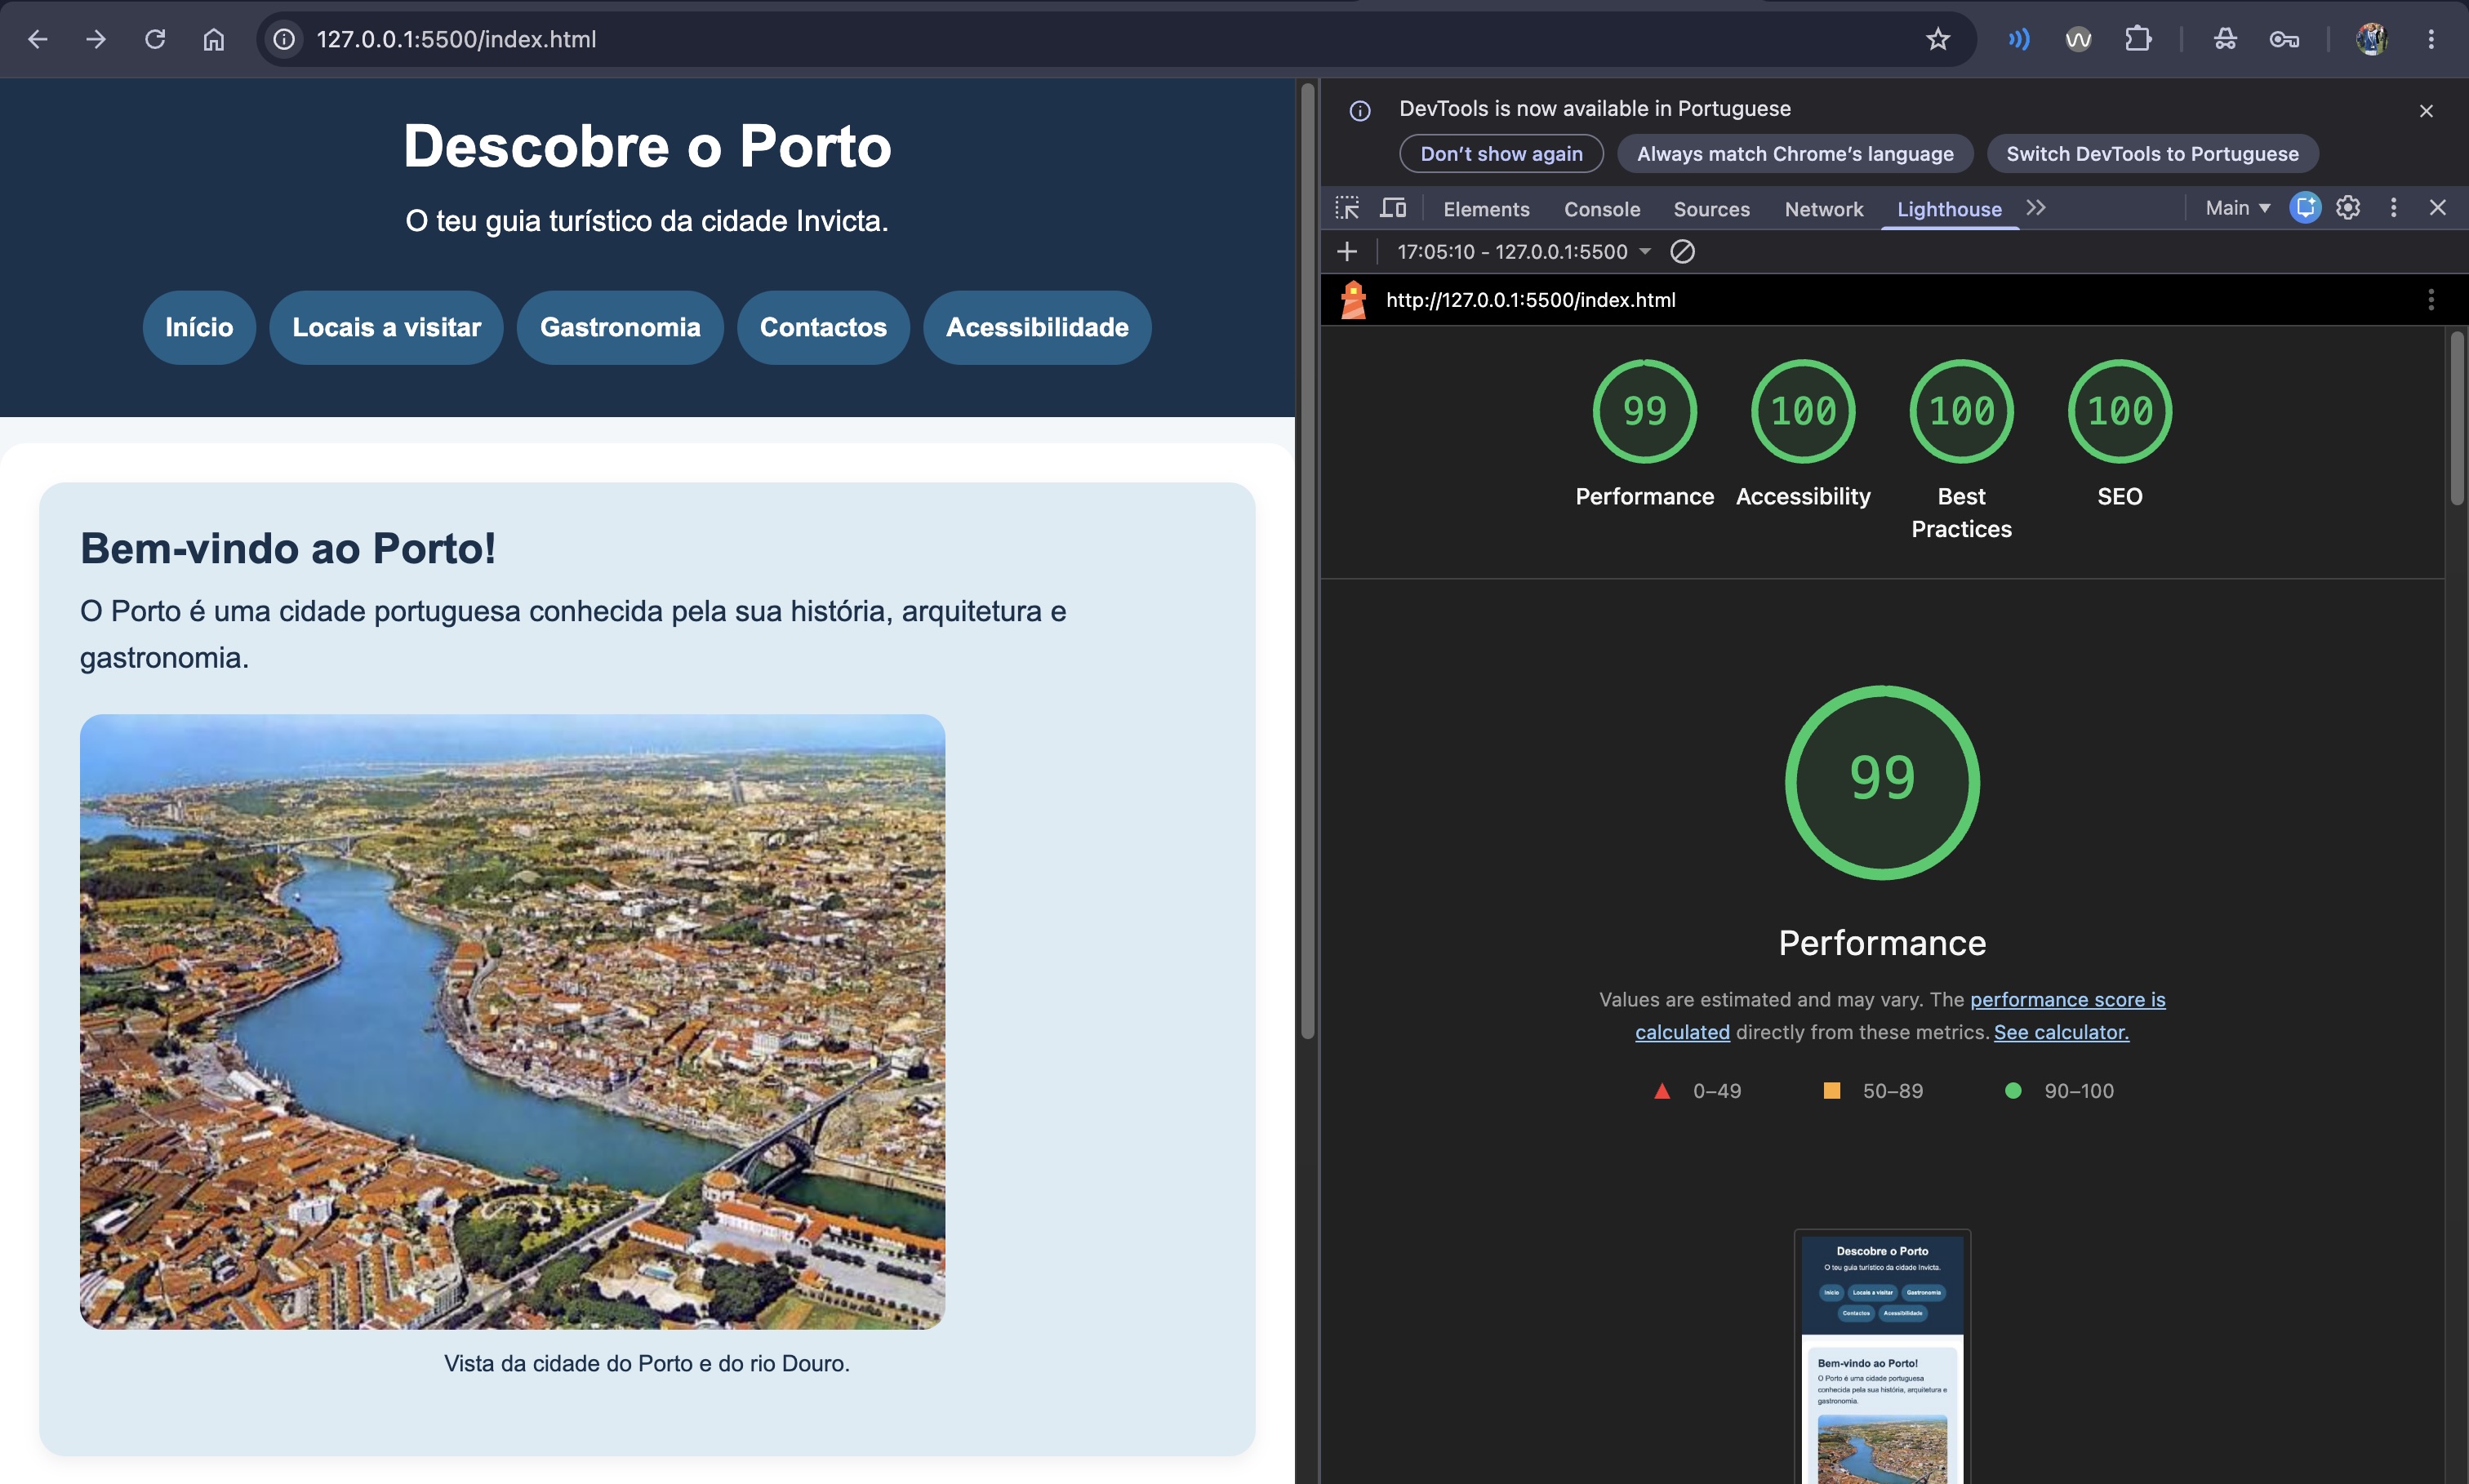 127.0.0.1:5500/index.html
Descobre o Porto
O teu guia turístico da cidade Invicta.
Início
Locais a visitar
Gastronomia
Contactos
Acessibilidade
Bem-vindo ao Porto!
O Porto é uma cidade portuguesa conhecida pela sua história, arquitetura e
gastronomia.
Vista da cidade do Porto e do rio Douro.
DevTools is now available in Portuguese
Don't show again
Always match Chrome's language
Switch DevTools to Portuguese
Elements
Console
Sources
Network
Lighthouse
Main
17:05:10 - 127.0.0.1:5500
http://127.0.0.1:5500/index.html
99
100
100
100
Performance
Accessibility
Best
Practices
SEO
99
Performance
Values are estimated and may vary. The performance score is
calculated directly from these metrics. See calculator.
0–49
50–89
90–100
Descobre o Porto
O teu guia turístico da cidade Invicta.
Início
Locais a visitar
Gastronomia
Contactos
Acessibilidade
Bem-vindo ao Porto!
O Porto é uma cidade portuguesa
conhecida pela sua história, arquitetura e
gastronomia.